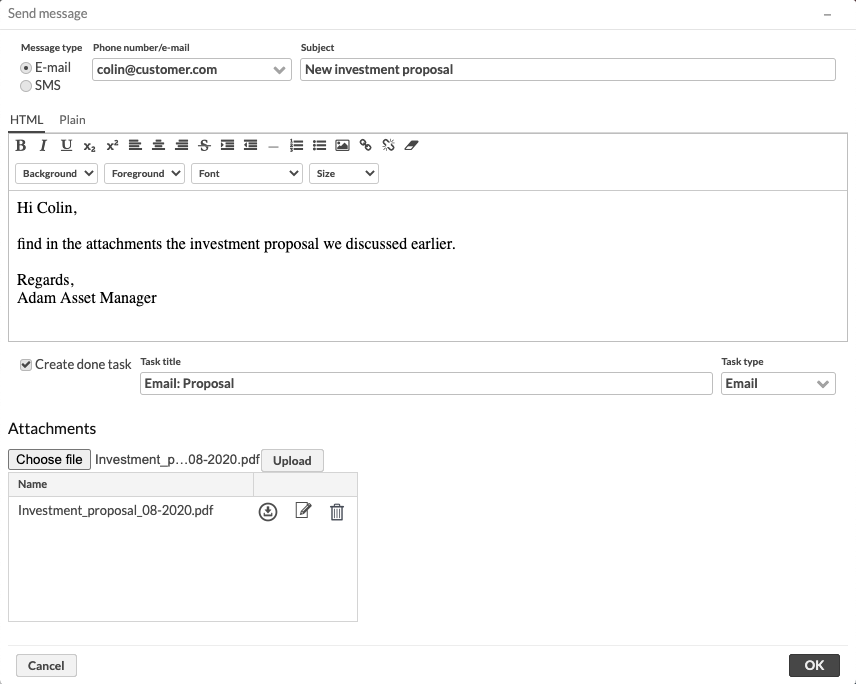 Send message
Message type Phone number/e-mail Subject
E-mail colin@customer.com New investment proposal
SMS
HTML Plain
B I U x₂ x² S
Background Foreground Font Size
Hi Colin,
find in the attachments the investment proposal we discussed earlier.
Regards,
Adam Asset Manager
Create done task Task title Task type
Email: Proposal Email
Attachments
Choose file Investment_p...08-2020.pdf Upload
Name
Investment_proposal_08-2020.pdf
Cancel OK